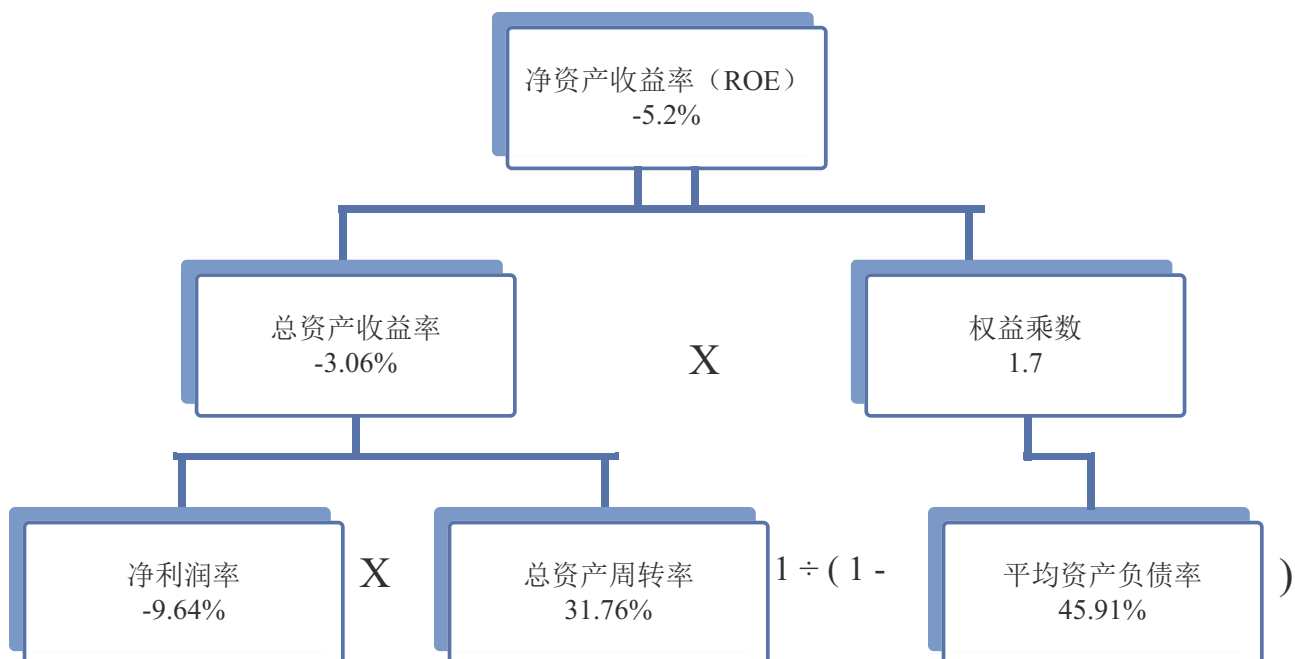 净资产收益率（ROE）
-5.2%
总资产收益率
-3.06%
X
权益乘数
1.7
净利润率
-9.64%
X
总资产周转率
31.76%
1 ÷ ( 1 -
平均资产负债率
45.91%
)